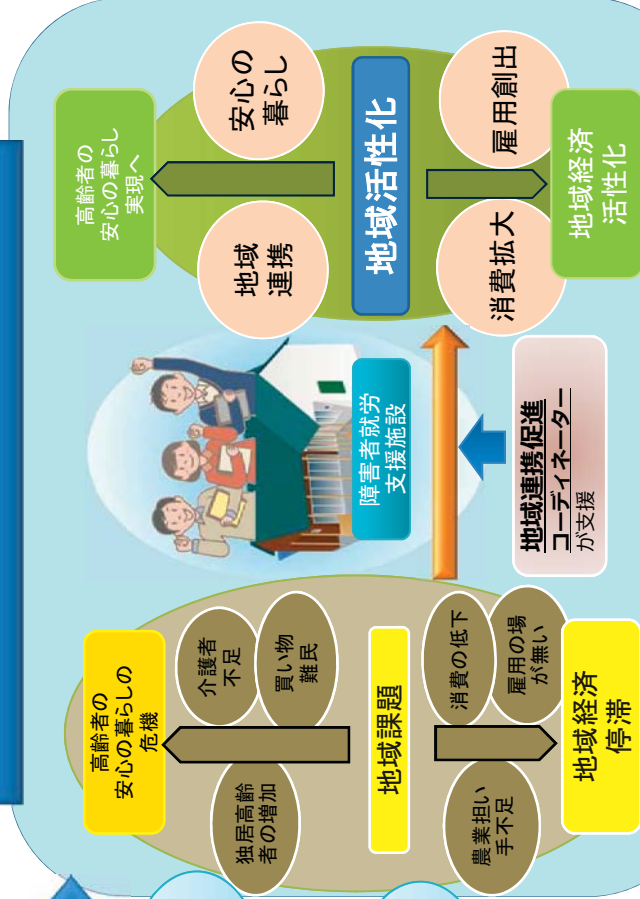 高齢者の
安心の暮らしの
危機
独居高齢
者の増加
介護者
不足
買い物
難民
地域課題
農業担い
手不足
消費の低下
雇用の場
が無い
地域経済
停滞
障害者就労
支援施設
地域連携促進
コーディネーター
が支援
高齢者の
安心の暮らし
実現へ
地域
連携
安心の
暮らし
地域活性化
消費拡大
雇用創出
地域経済
活性化